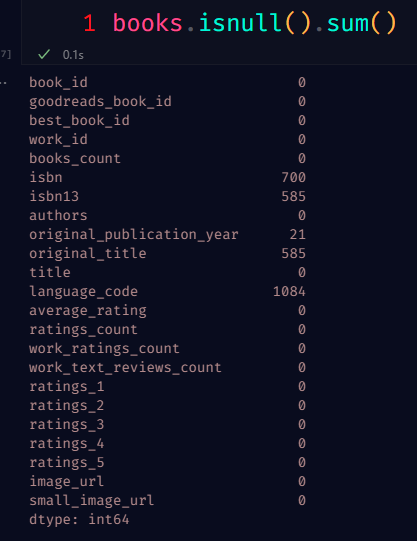 1 books.isnull().sum()
7] ✓ 0.1s
book_id 0
goodreads_book_id 0
best_book_id 0
work_id 0
books_count 0
isbn 700
isbn13 585
authors 0
original_publication_year 21
original_title 585
title 0
language_code 1084
average_rating 0
ratings_count 0
work_ratings_count 0
work_text_reviews_count 0
ratings_1 0
ratings_2 0
ratings_3 0
ratings_4 0
ratings_5 0
image_url 0
small_image_url 0
dtype: int64